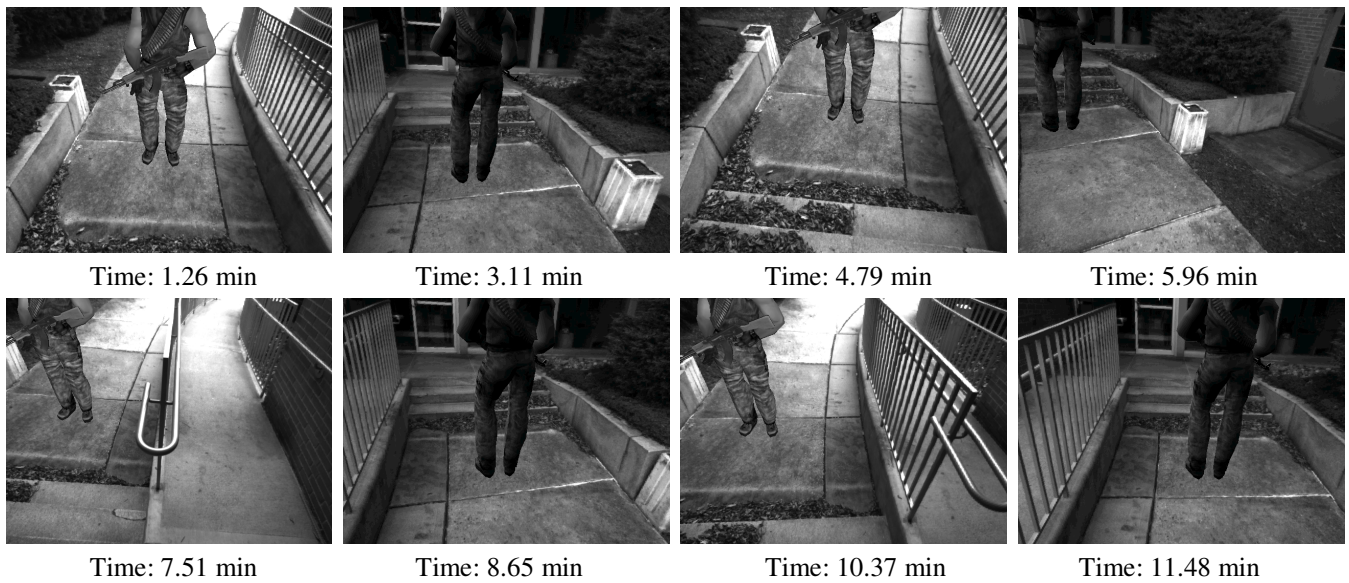 Time: 1.26 min
Time: 3.11 min
Time: 4.79 min
Time: 5.96 min
Time: 7.51 min
Time: 8.65 min
Time: 10.37 min
Time: 11.48 min